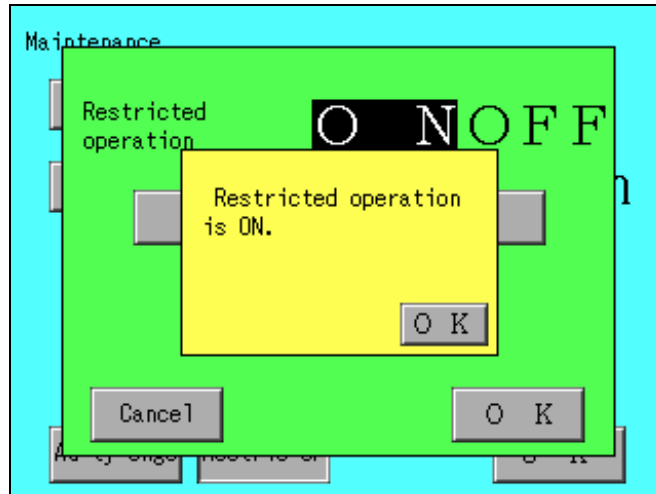 Maintenance
Restricted
operation
O N OFF
Restricted operation
is ON.
O K
Cancel
O K